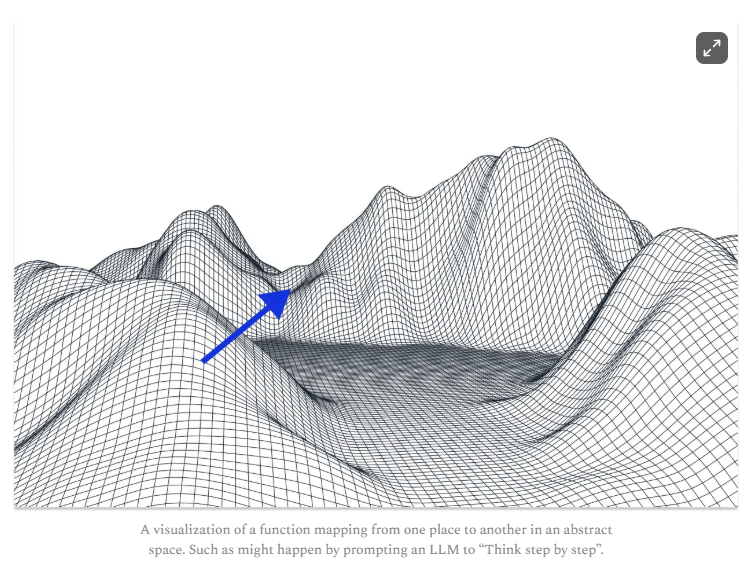 A visualization of a function mapping from one place to another in an abstract
space. Such as might happen by prompting an LLM to “Think step by step”.